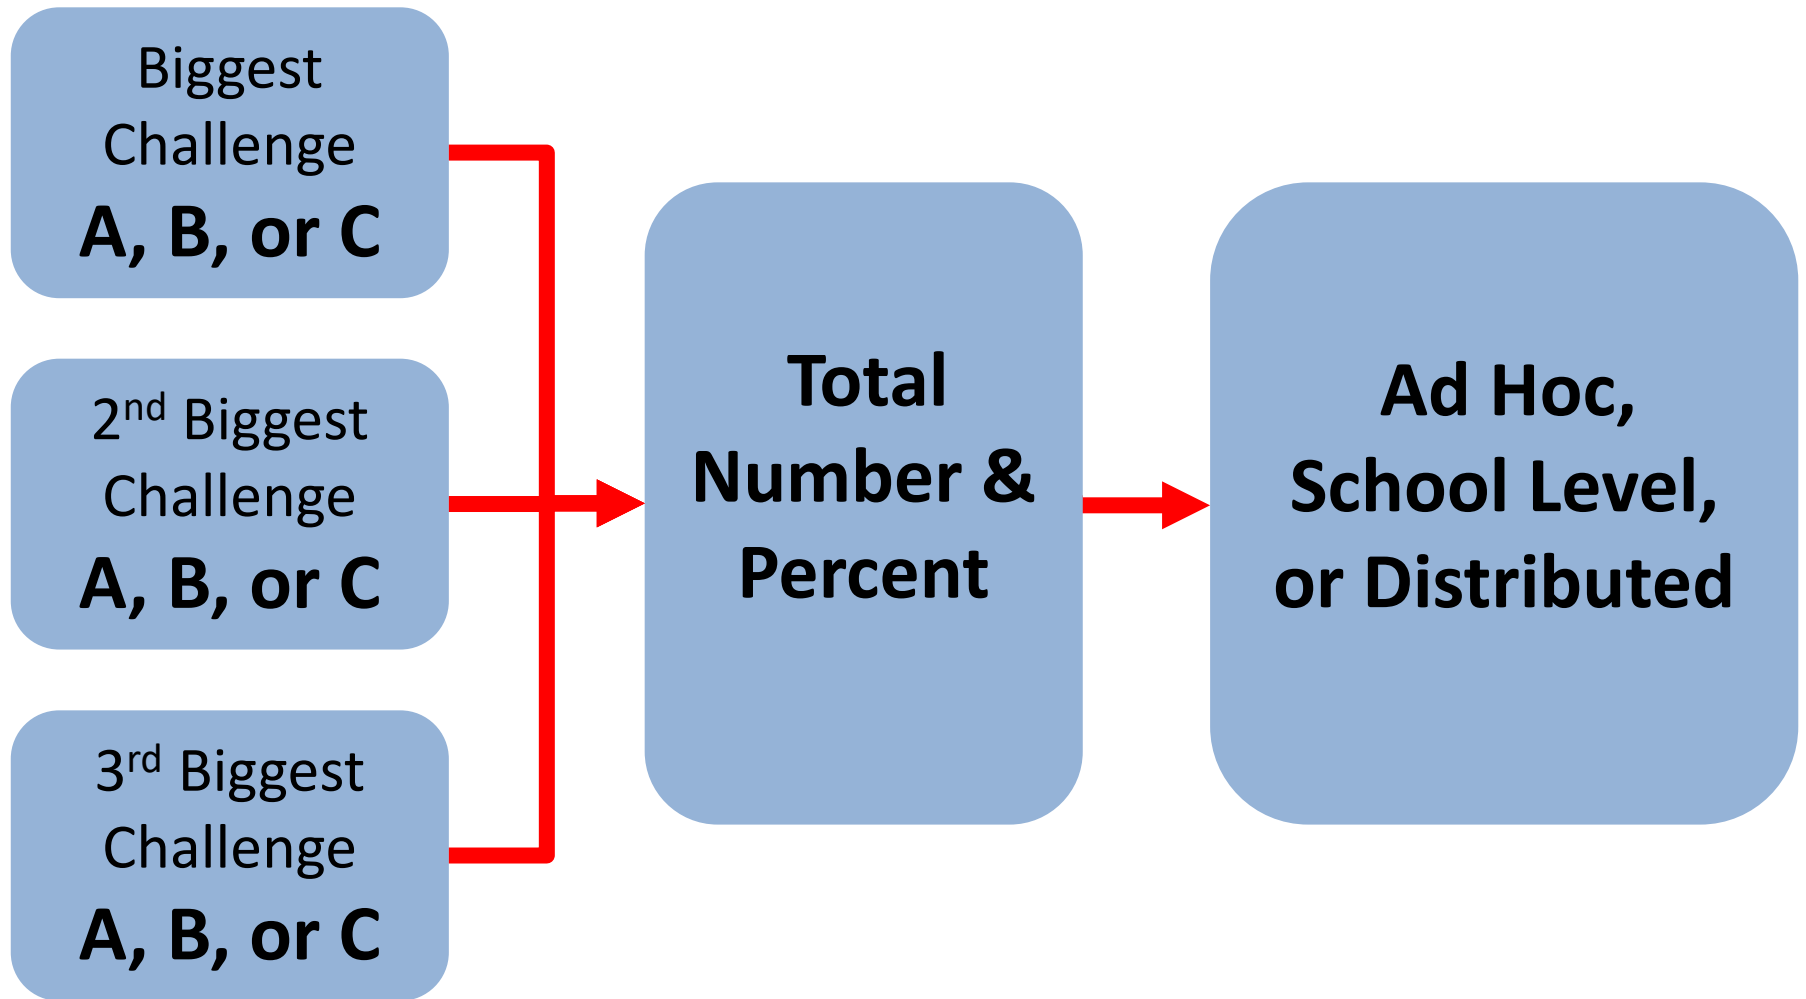 Biggest
Challenge
A, B, or C
2nd Biggest
Challenge
A, B, or C
3rd Biggest
Challenge
A, B, or C
Total
Number &
Percent
Ad Hoc,
School Level,
or Distributed